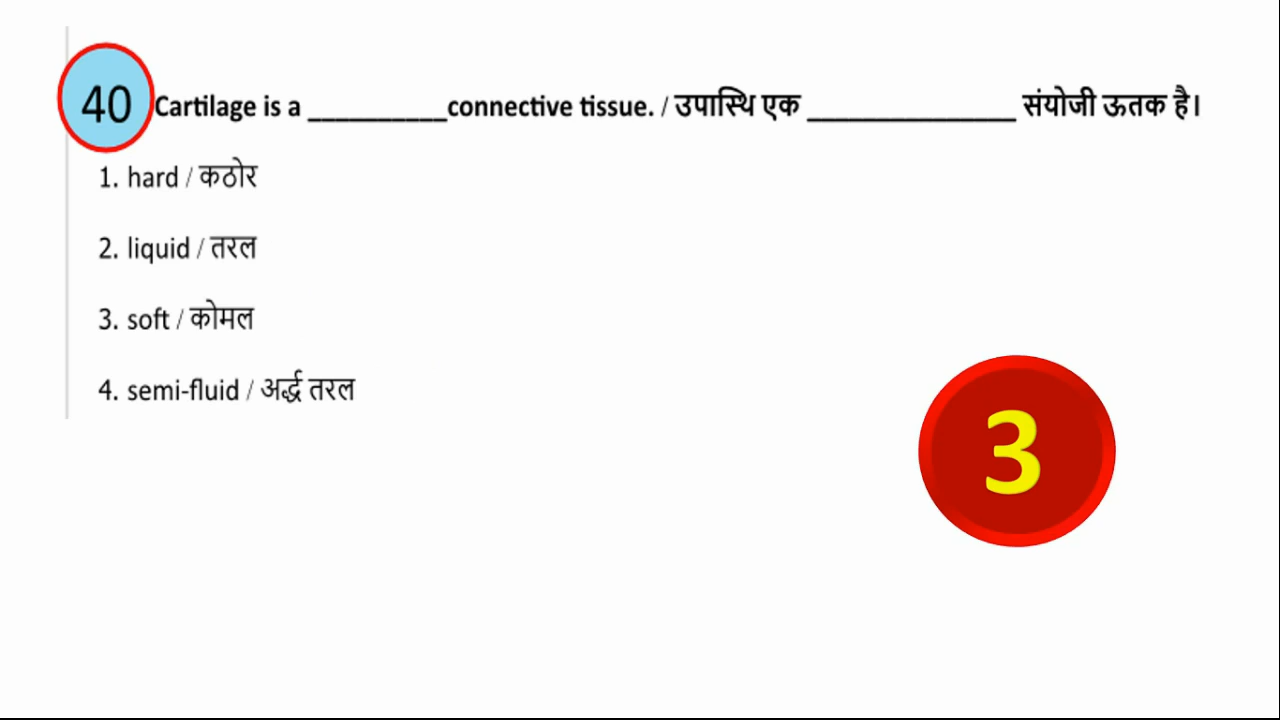 40 Cartilage is a __________connective tissue. / उपास्थि एक _______________ संयोजी ऊतक है।
1. hard / कठोर
2. liquid / तरल
3. soft / कोमल
4. semi-fluid / अर्द्ध तरल
3